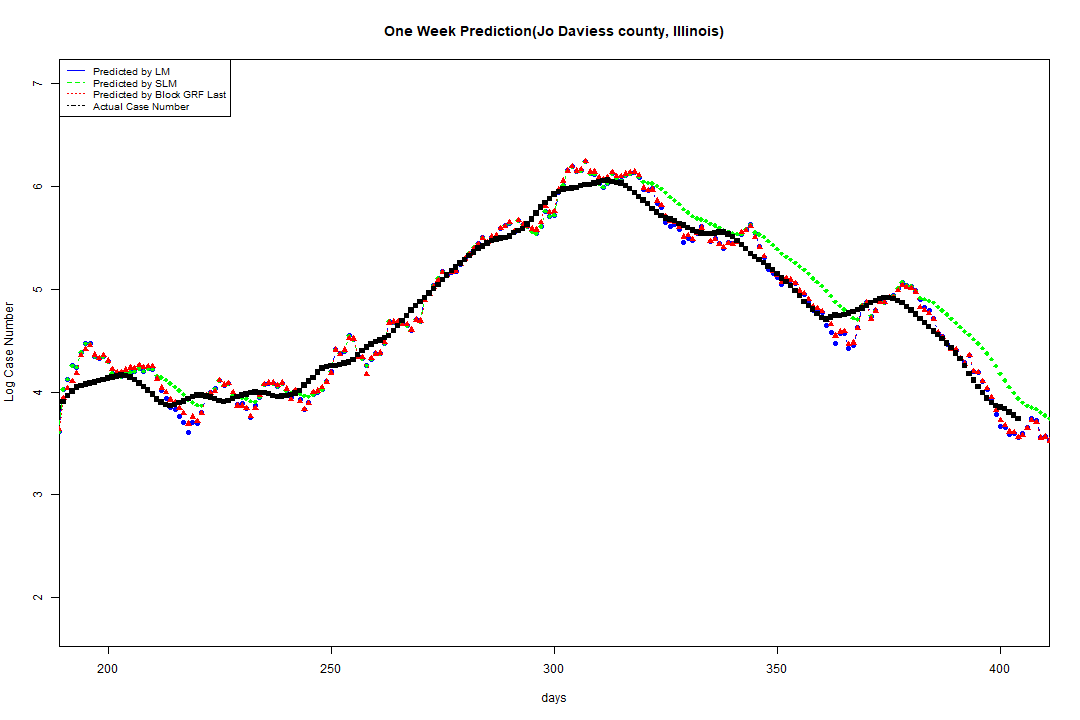 One Week Prediction(Jo Daviess county, Illinois)
Predicted by LM
Predicted by SLM
Predicted by Block GRF Last
Actual Case Number
7
6
5
4
3
2
Log Case Number
200 250 300 350 400
days